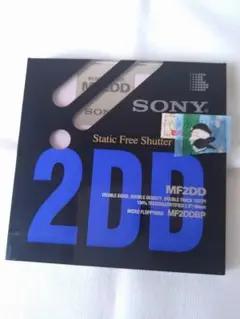 MF2DD
SONY
SONY
Static Free Shutter
2DD
MF2DD
DOUBLE SIDED, DOUBLE DENSITY, DOUBLE TRACK 135TPI
MICRO FLOPPYDISK MF2DDBP